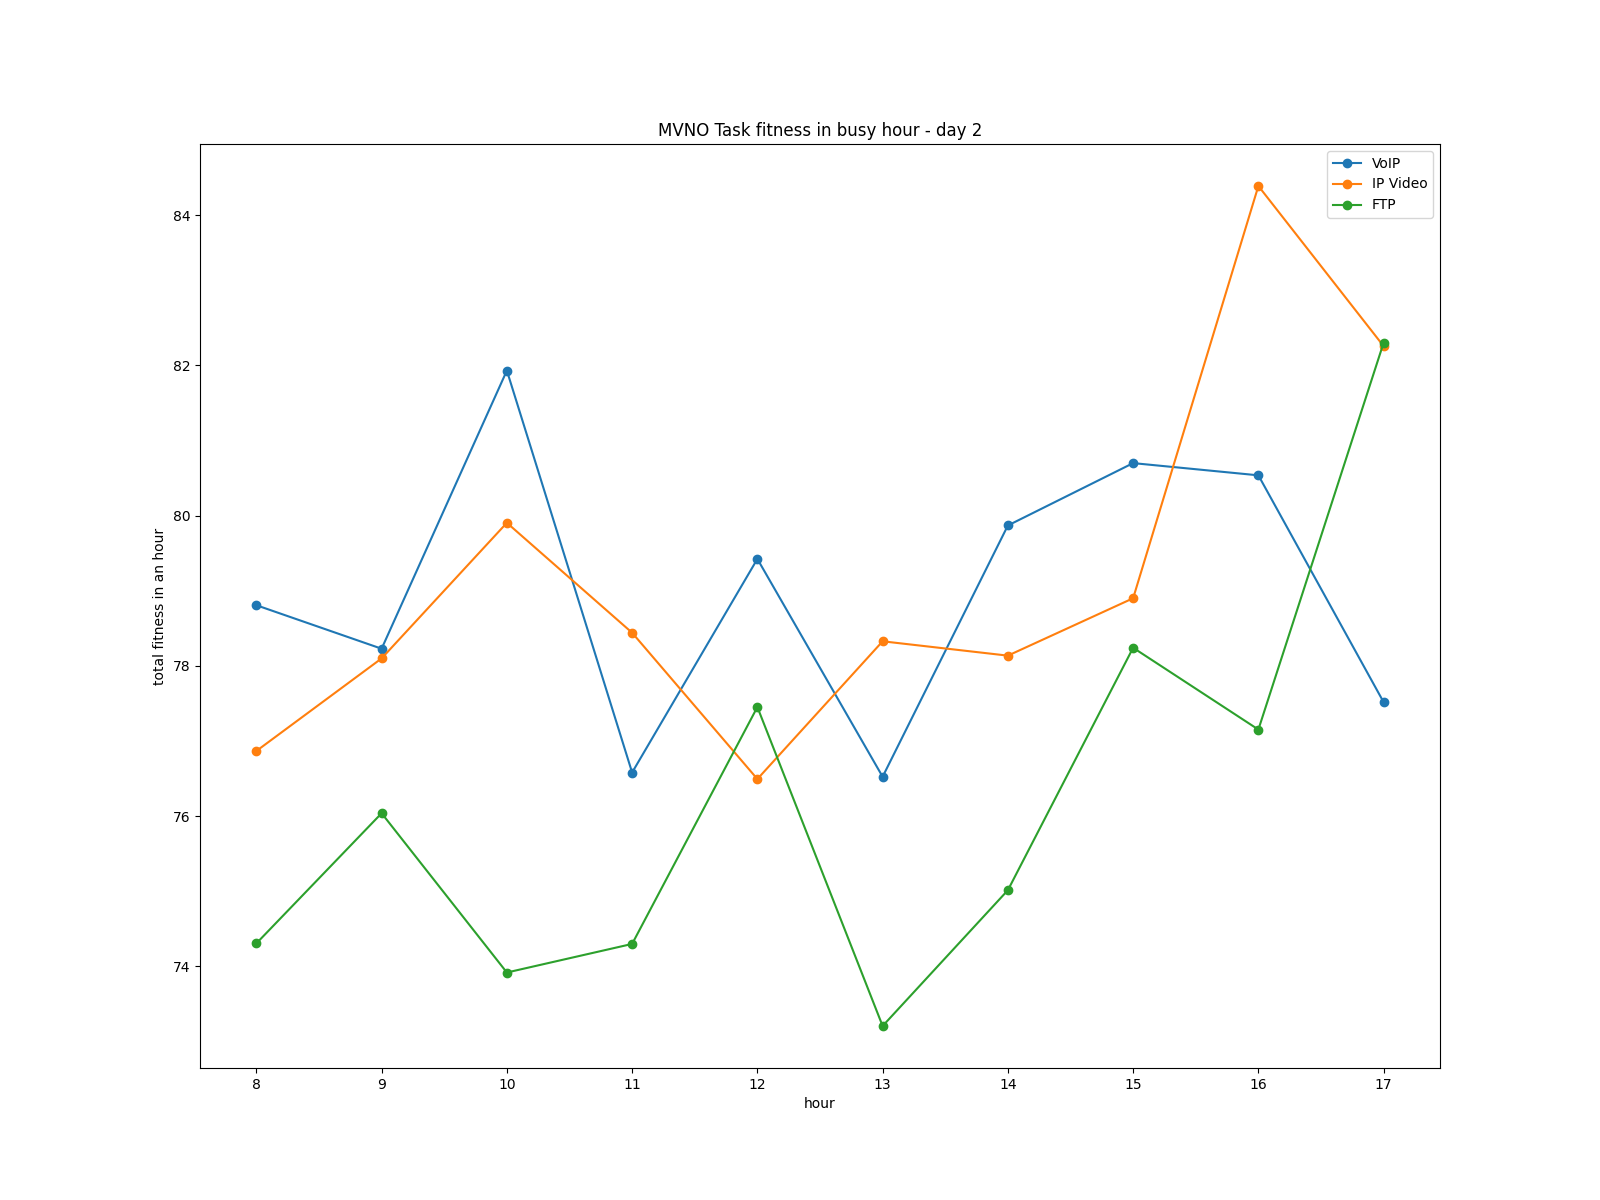 MVNO Task fitness in busy hour - day 2
VoIP
IP Video
FTP
84
82
80
78
76
74
total fitness in an hour
8 9 10 11 12 13 14 15 16 17
hour